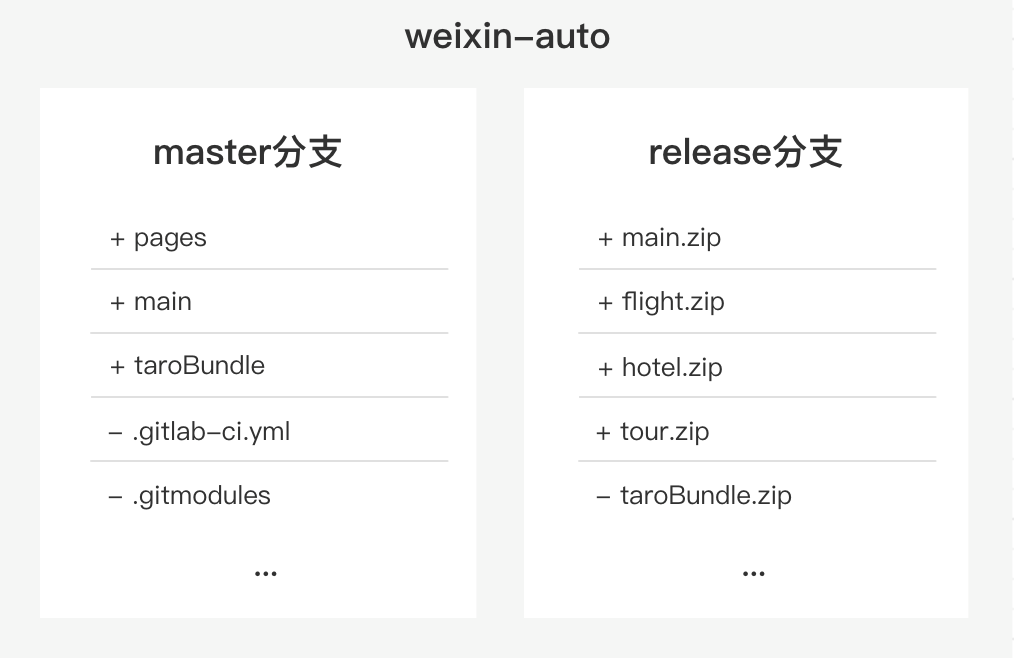 weixin-auto
master分支
+ pages
+ main
+ taroBundle
- .gitlab-ci.yml
- .gitmodules
...
release分支
+ main.zip
+ flight.zip
+ hotel.zip
+ tour.zip
- taroBundle.zip
...